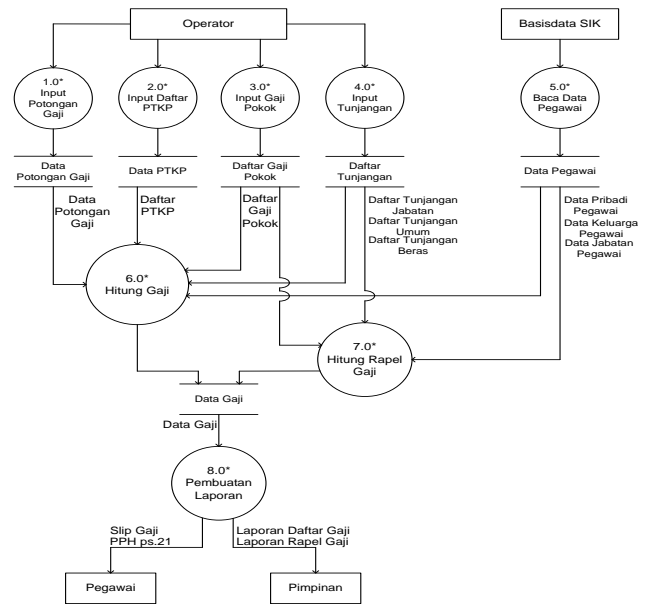 Operator
Basisdata SIK
1.0*
Input
Potongan
Gaji
2.0*
Input Daftar
PTKP
3.0*
Input Gaji
Pokok
4.0*
Input
Tunjangan
5.0*
Baca Data
Pegawai
Data
Potongan Gaji
Data PTKP
Daftar Gaji
Pokok
Daftar
Tunjangan
Data Pegawai
Data
Potongan
Gaji
Daftar
PTKP
Daftar
Gaji
Pokok
Daftar Tunjangan
Jabatan
Daftar Tunjangan
Umum
Daftar Tunjangan
Beras
Data Pribadi
Pegawai
Data Keluarga
Pegawai
Data Jabatan
Pegawai
6.0*
Hitung Gaji
7.0*
Hitung Rapel
Gaji
Data Gaji
Data Gaji
8.0*
Pembuatan
Laporan
Slip Gaji
PPH ps.21
Laporan Daftar Gaji
Laporan Rapel Gaji
Pegawai
Pimpinan